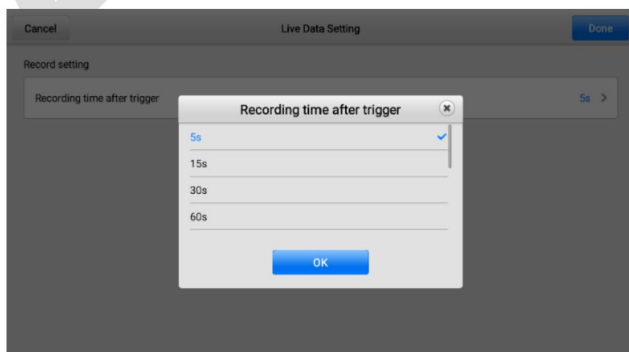 Cancel
Live Data Setting
Done
Record setting
Recording time after trigger
5s
Recording time after trigger
5s
15s
30s
60s
OK